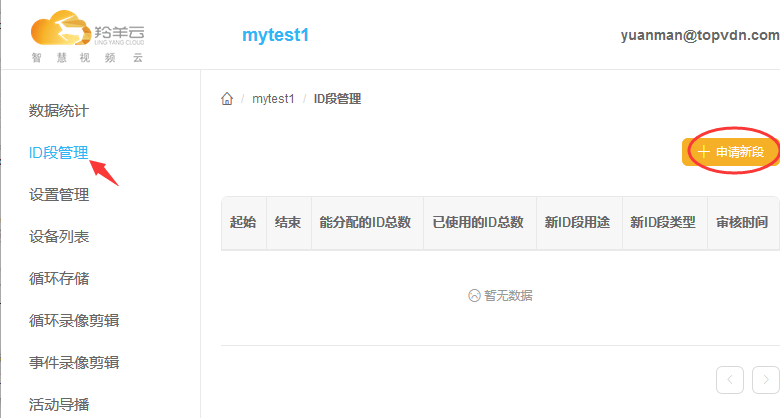 羚羊云
LING YANG CLOUD
智慧视频云
mytest1
yuanman@topvdn.com
数据统计
ID段管理
设置管理
设备列表
循环存储
循环录像剪辑
事件录像剪辑
活动导播
/ mytest1 / ID段管理
申请新段
起始 结束 能分配的ID总数 已使用的ID总数 新ID段用途 新ID段类型 审核时间
暂无数据